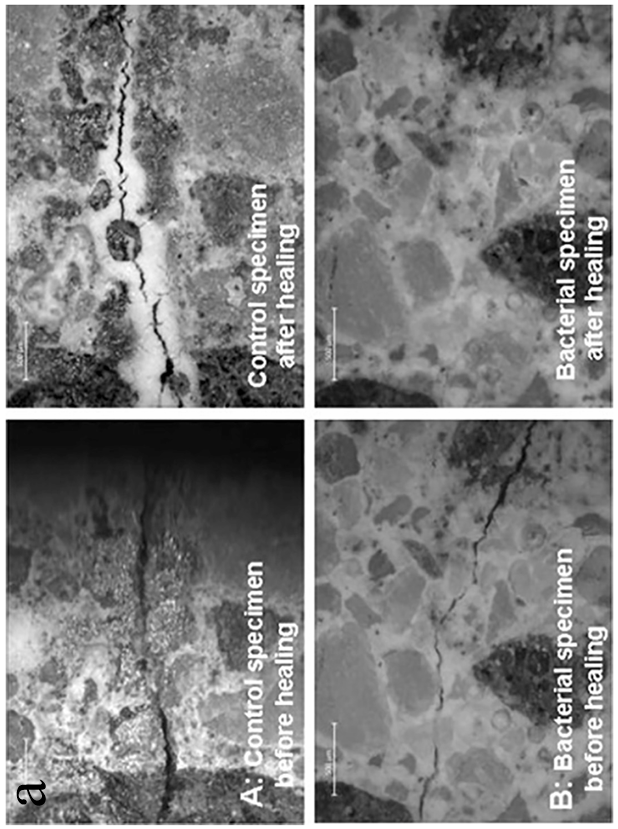 a
A: Control specimen
before healing
Control specimen
after healing
B: Bacterial specimen
before healing
Bacterial specimen
after healing